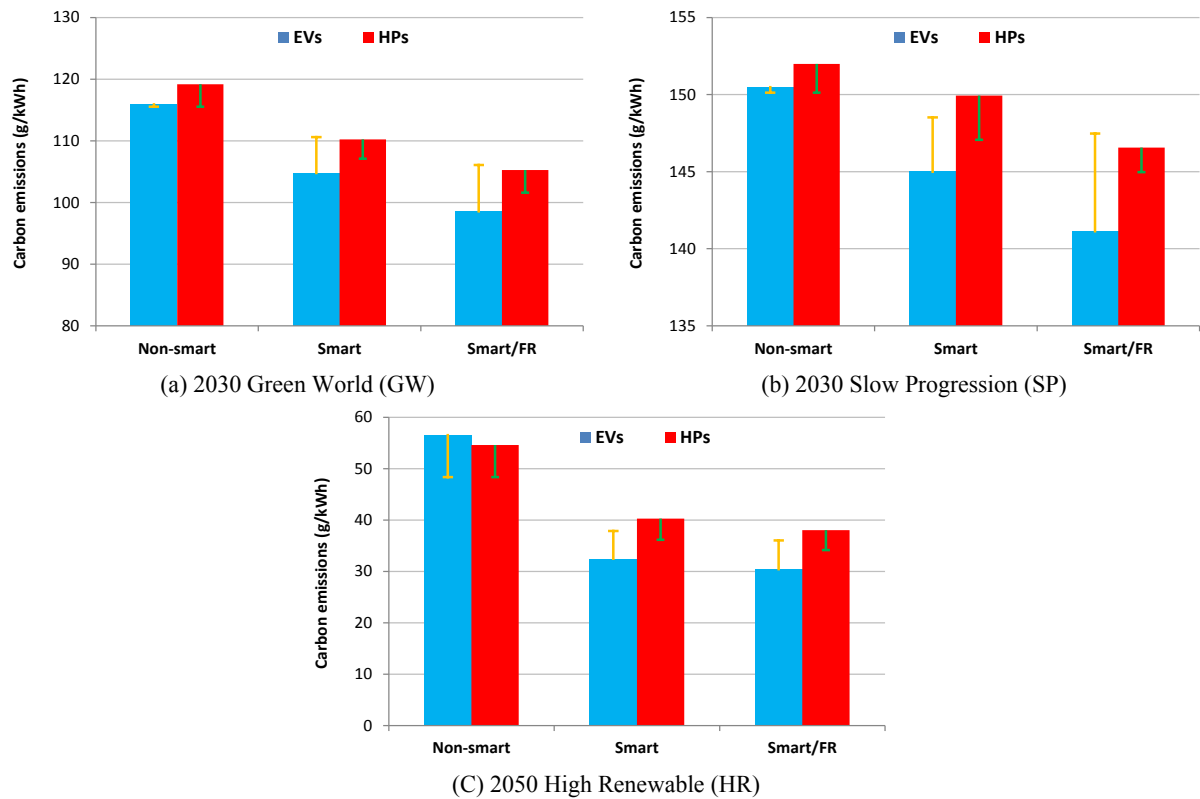 130
120
110
100
90
80
Carbon emissions (g/kWh)
EVs HPs
Non-smart Smart Smart/FR
(a) 2030 Green World (GW)
155
150
145
140
135
Carbon emissions (g/kWh)
EVs HPs
Non-smart Smart Smart/FR
(b) 2030 Slow Progression (SP)
60
50
40
30
20
10
0
Carbon emissions (g/kWh)
EVs HPs
Non-smart Smart Smart/FR
(C) 2050 High Renewable (HR)